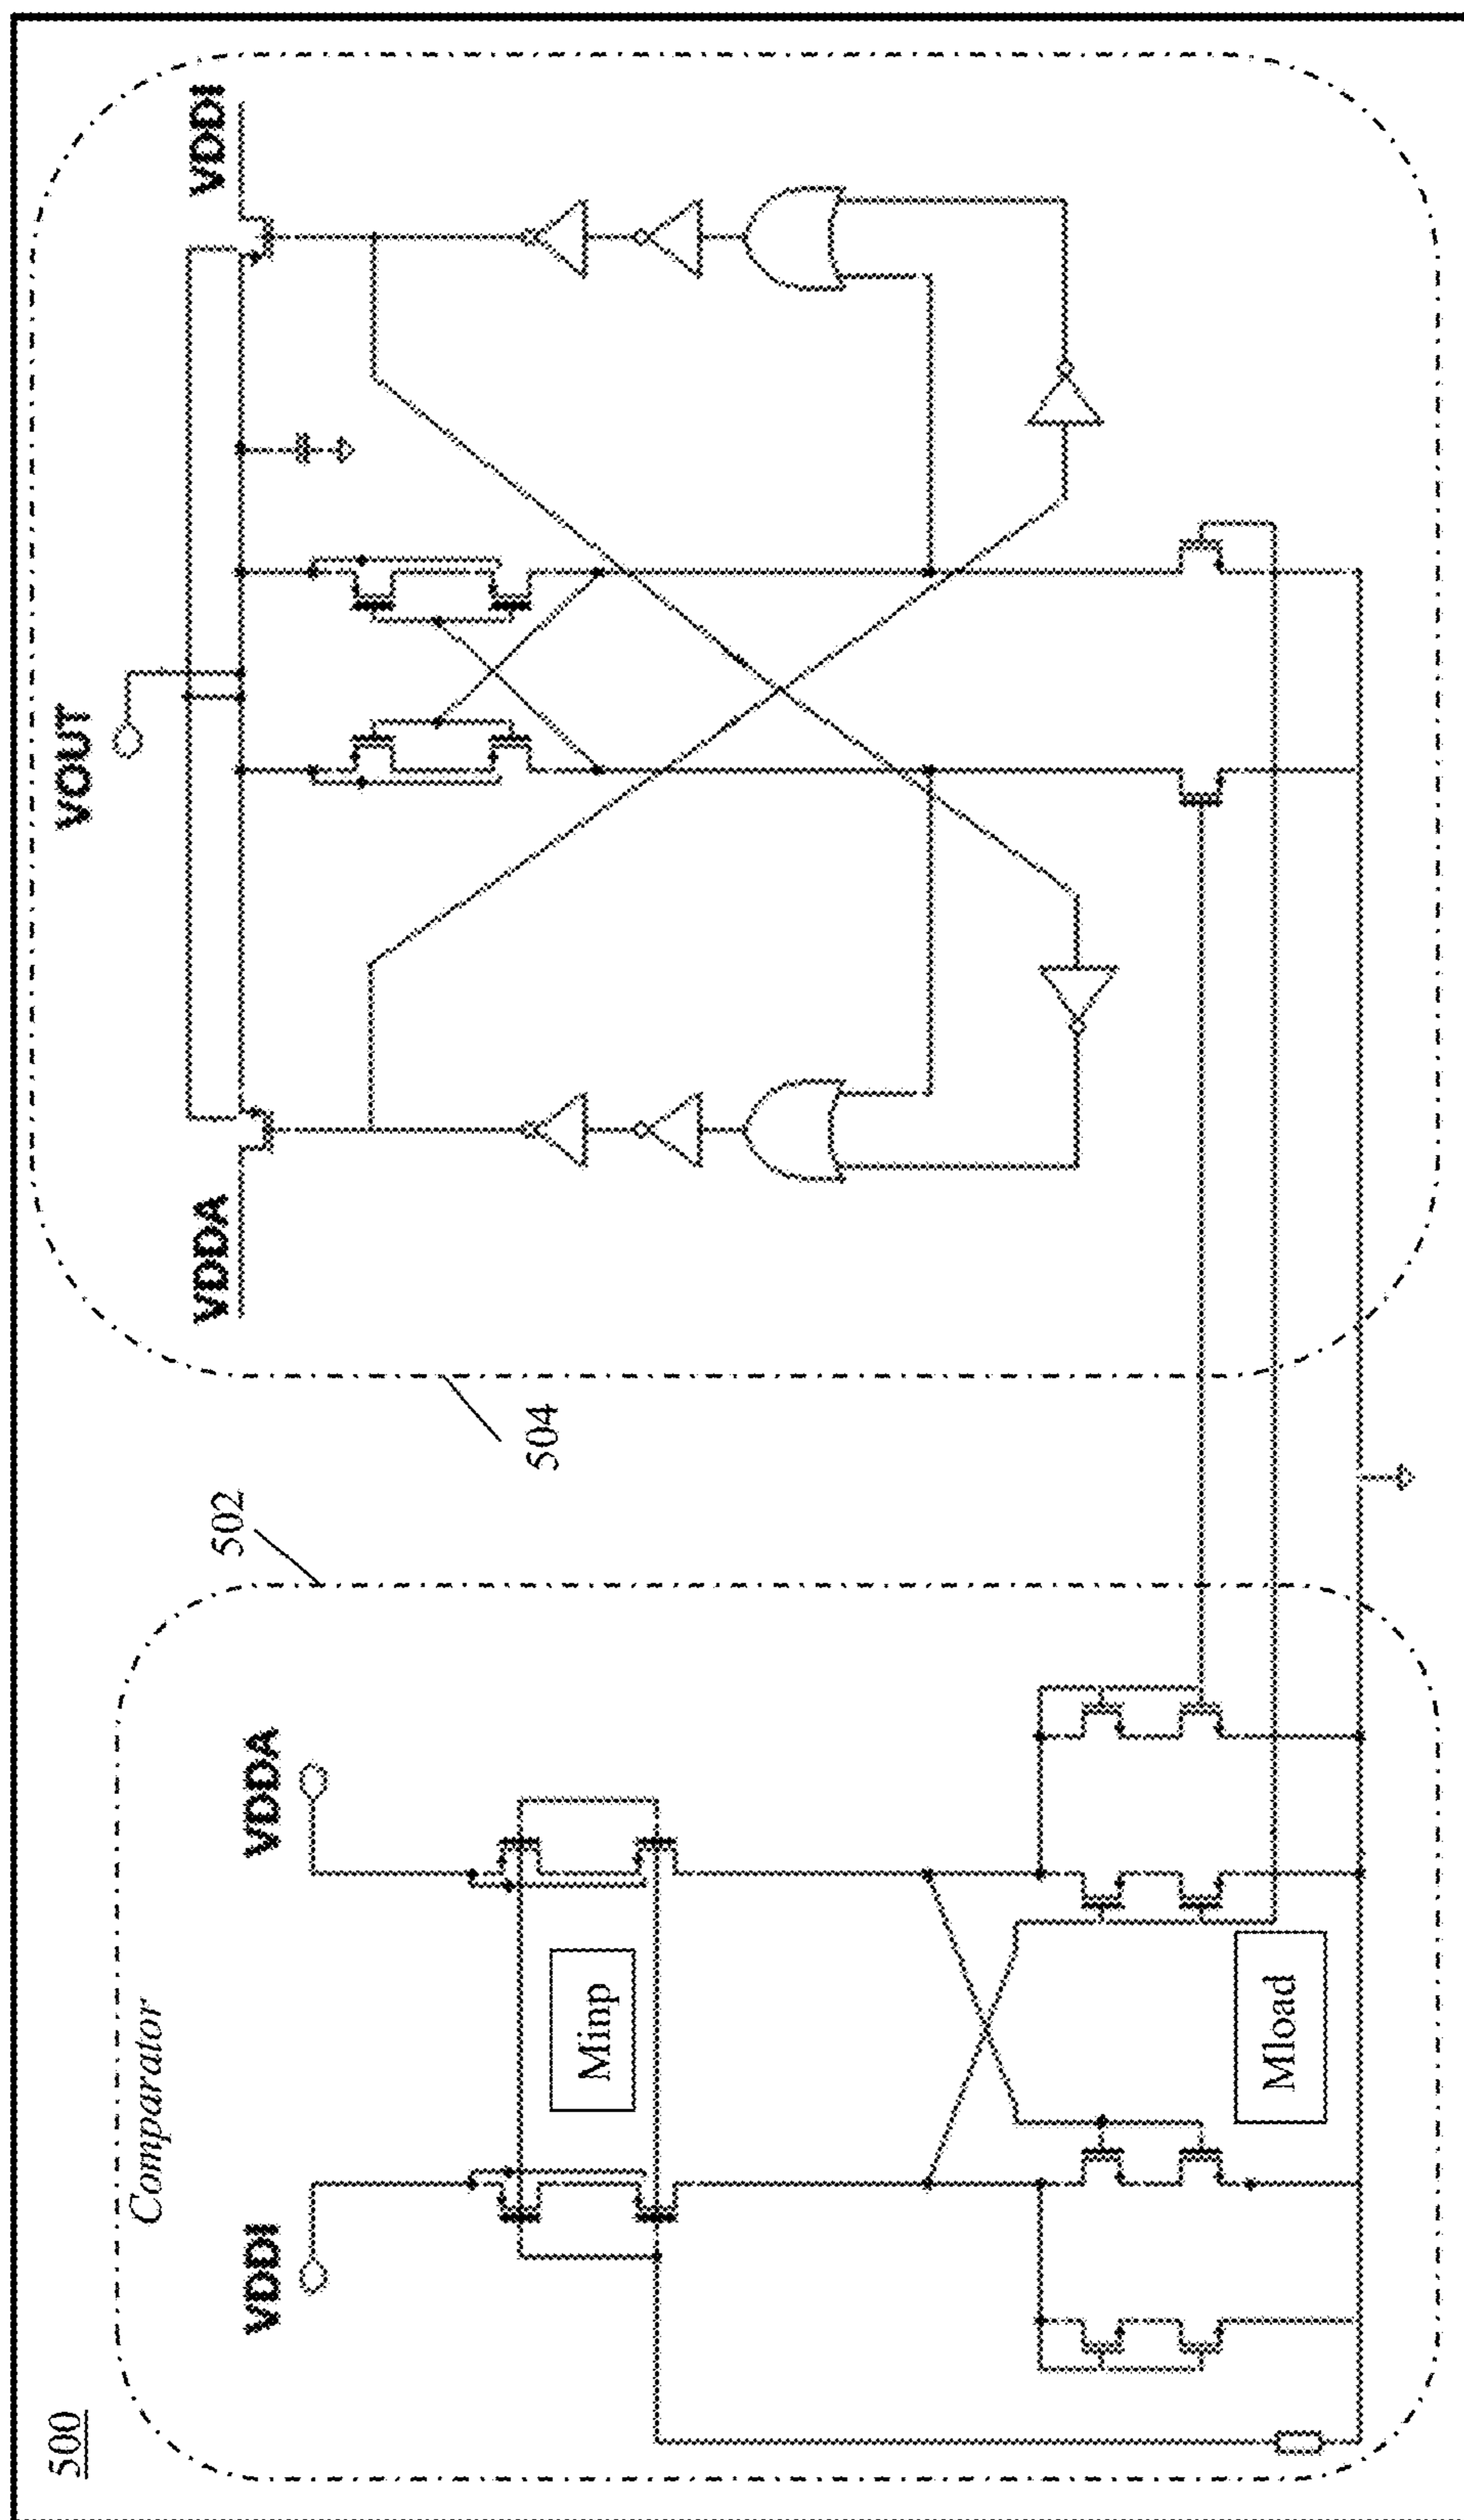 500
Comparator
502
504
VDDI
VDDA
Minp
Mload
VDDA
VOUT
VDDI